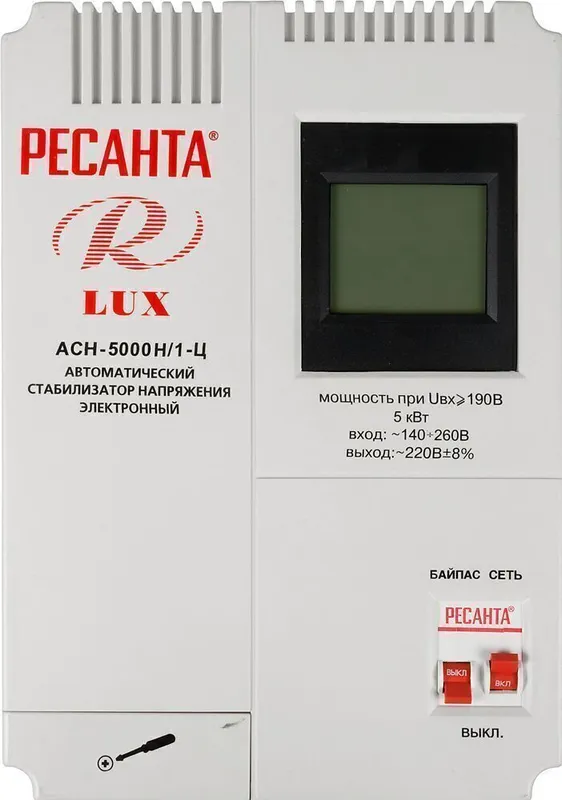 РЕСАНТА®
R
LUX
АСН-5000Н/1-Ц
АВТОМАТИЧЕСКИЙ
СТАБИЛИЗАТОР НАПРЯЖЕНИЯ
ЭЛЕКТРОННЫЙ
мощность при Uвх⩾190В
5 кВт
вход: ~140÷260В
выход:~220В±8%
БАЙПАС СЕТЬ
РЕСАНТА®
ВЫКЛ
ВКЛ
ВЫКЛ.